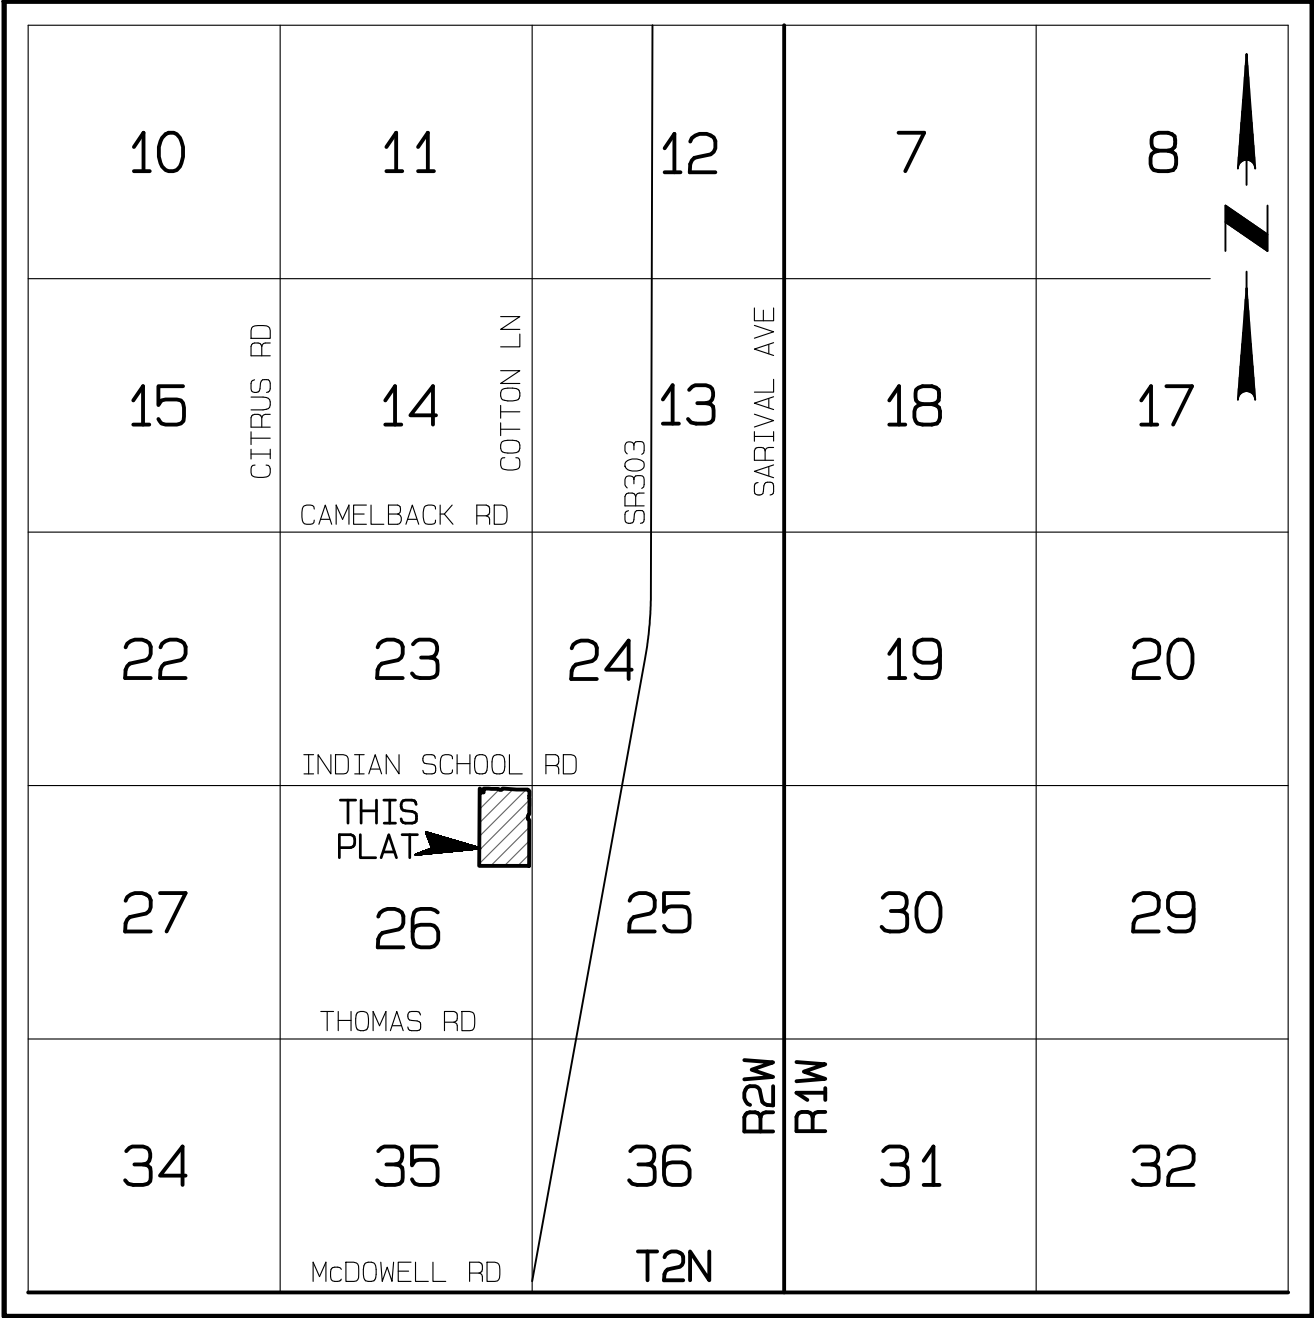 10
11
12
7
8
N
15
CITRUS RD
14
COTTON LN
SR303
13
SARIVAL AVE
18
17
CAMELBACK RD
22
23
24
19
20
INDIAN SCHOOL RD
THIS
PLAT
27
26
25
30
29
THOMAS RD
R2W
R1W
34
35
36
31
32
McDOWELL RD
T2N